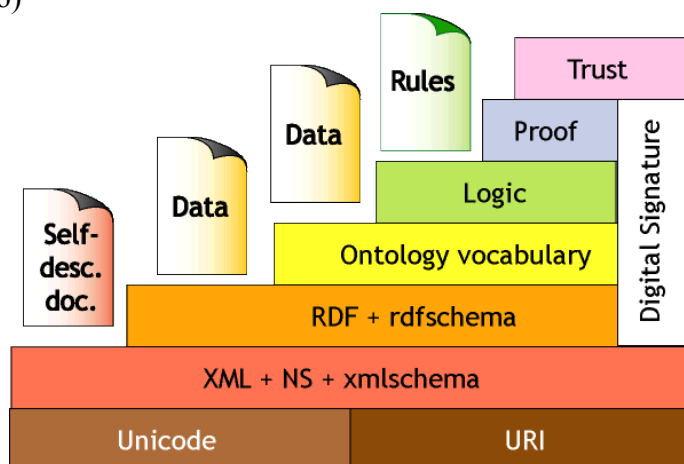 6)
Rules
Trust
Data
Proof
Data
Logic
Self-
desc.
doc.
Ontology vocabulary
Digital Signature
RDF + rdfschema
XML + NS + xmlschema
Unicode
URI